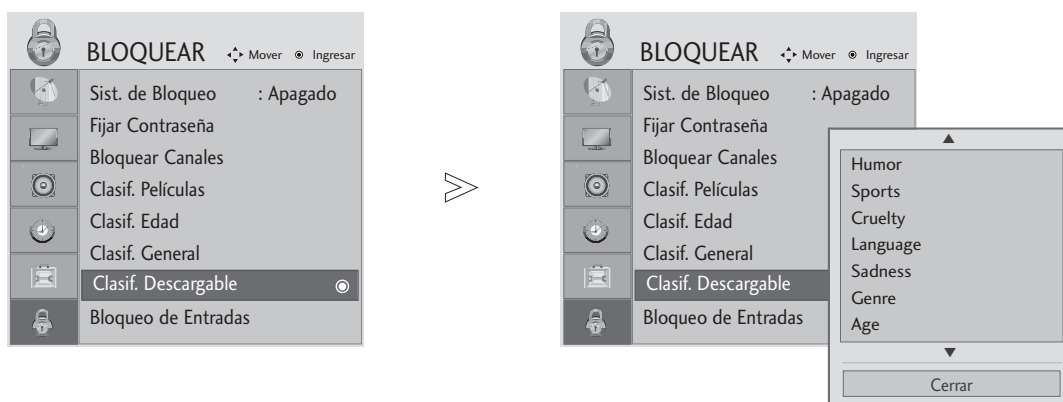 BLOQUEAR Mover Ingresar
Sist. de Bloqueo : Apagado
Fijar Contraseña
Bloquear Canales
Clasif. Películas
Clasif. Edad
Clasif. General
Clasif. Descargable
Bloqueo de Entradas
BLOQUEAR Mover Ingresar
Sist. de Bloqueo : Apagado
Fijar Contraseña
Bloquear Canales
Clasif. Películas
Clasif. Edad
Clasif. General
Clasif. Descargable
Bloqueo de Entradas
Humor
Sports
Cruelty
Language
Sadness
Genre
Age
Cerrar